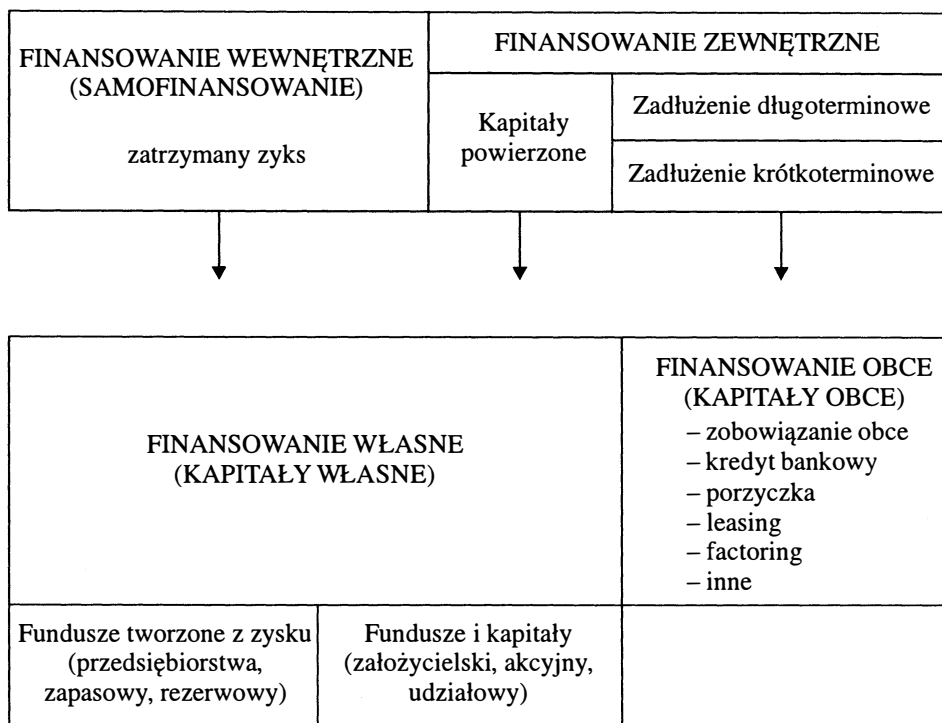 FINANSOWANIE WEWNĘTRZNE
(SAMOFINANSOWANIE)
zatrzymany zyks
FINANSOWANIE ZEWNĘTRZNE
Kapitały
powierzone
Zadłużenie długoterminowe
Zadłużenie krótkoterminowe
FINANSOWANIE WŁASNE
(KAPITAŁY WŁASNE)
FINANSOWANIE OBCE
(KAPITAŁY OBCE)
– zobowiązanie obce
– kredyt bankowy
– porzyczka
– leasing
– factoring
– inne
Fundusze tworzone z zysku
(przedsiębiorstwa,
zapasowy, rezerwowy)
Fundusze i kapitały
(założycielski, akcyjny,
udziałowy)